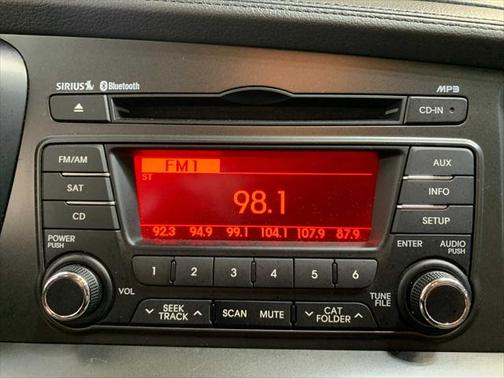 SIRIUS Bluetooth MP3
CD-IN
FM/AM
SAT
CD
FM1
ST
98.1
92.3 94.9 99.1 104.1 107.9 87.9
AUX
INFO
SETUP
POWER
PUSH
ENTER
AUDIO
PUSH
1 2 3 4 5 6
VOL
SEEK
TRACK
SCAN
MUTE
CAT
FOLDER
TUNE
FILE